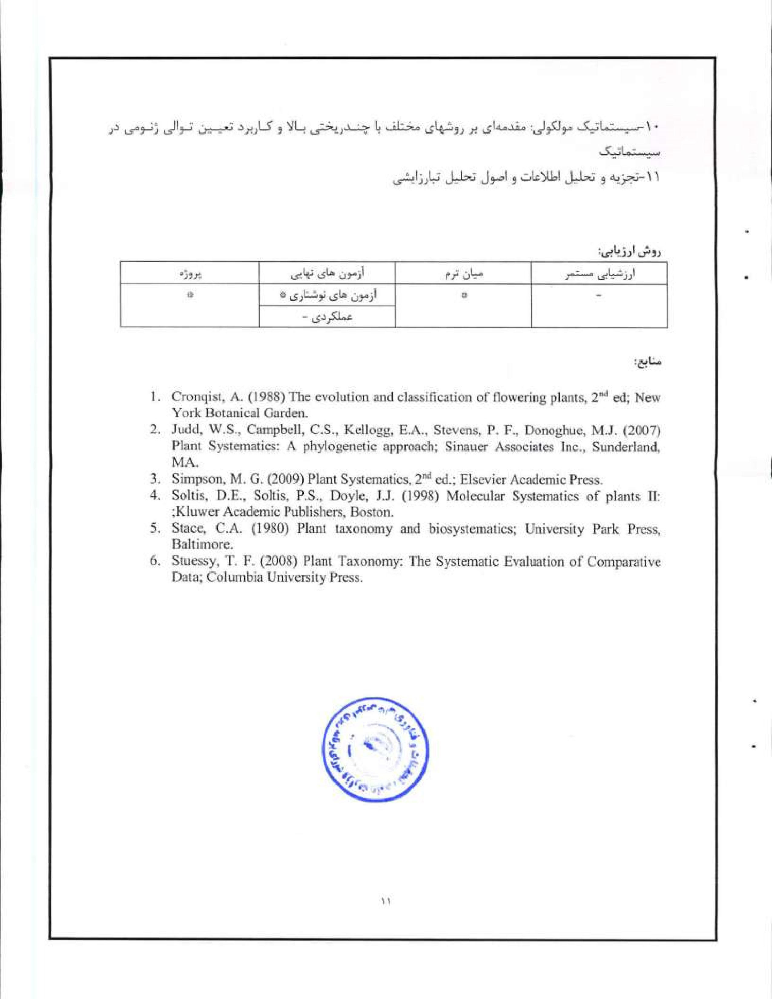 ۱۰-سیستماتیک مولکولی: مقدمه‌ای بر روشهای مختلف با چندریختی بالا و کاربرد تعیین توالی ژنومی در
سیستماتیک
۱۱-تجزیه و تحلیل اطلاعات و اصول تحلیل تبارزایشی
روش ارزیابی:
ارزشیابی مستمر میان ترم آزمون های نهایی پروژه
- * آزمون های نوشتاری * *
عملکردی -
منابع:
1. Cronqist, A. (1988) The evolution and classification of flowering plants, 2nd ed; New
York Botanical Garden.
2. Judd, W.S., Campbell, C.S., Kellogg, E.A., Stevens, P. F., Donoghue, M.J. (2007)
Plant Systematics: A phylogenetic approach; Sinauer Associates Inc., Sunderland,
MA.
3. Simpson, M. G. (2009) Plant Systematics, 2nd ed.; Elsevier Academic Press.
4. Soltis, D.E., Soltis, P.S., Doyle, J.J. (1998) Molecular Systematics of plants II:
;Kluwer Academic Publishers, Boston.
5. Stace, C.A. (1980) Plant taxonomy and biosystematics; University Park Press,
Baltimore.
6. Stuessy, T. F. (2008) Plant Taxonomy: The Systematic Evaluation of Comparative
Data; Columbia University Press.
۱۱